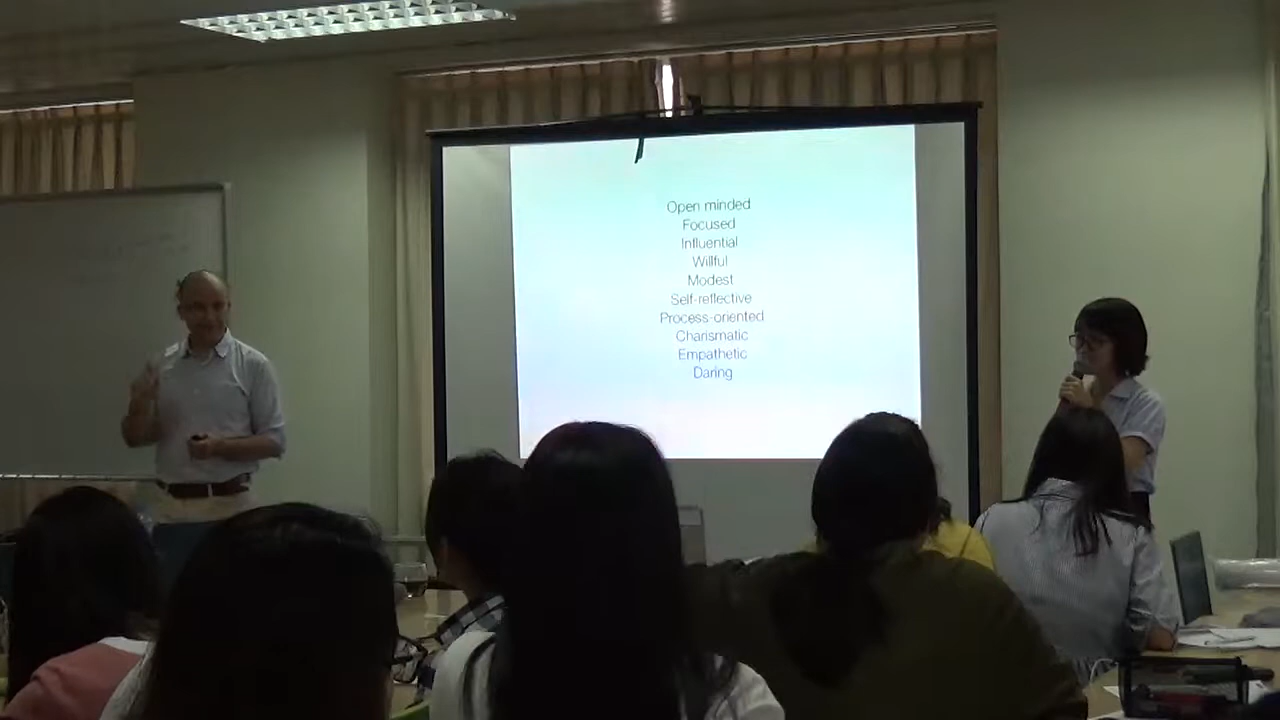 Open minded
Focused
Influential
Willful
Modest
Self-reflective
Process-oriented
Charismatic
Empathetic
Daring